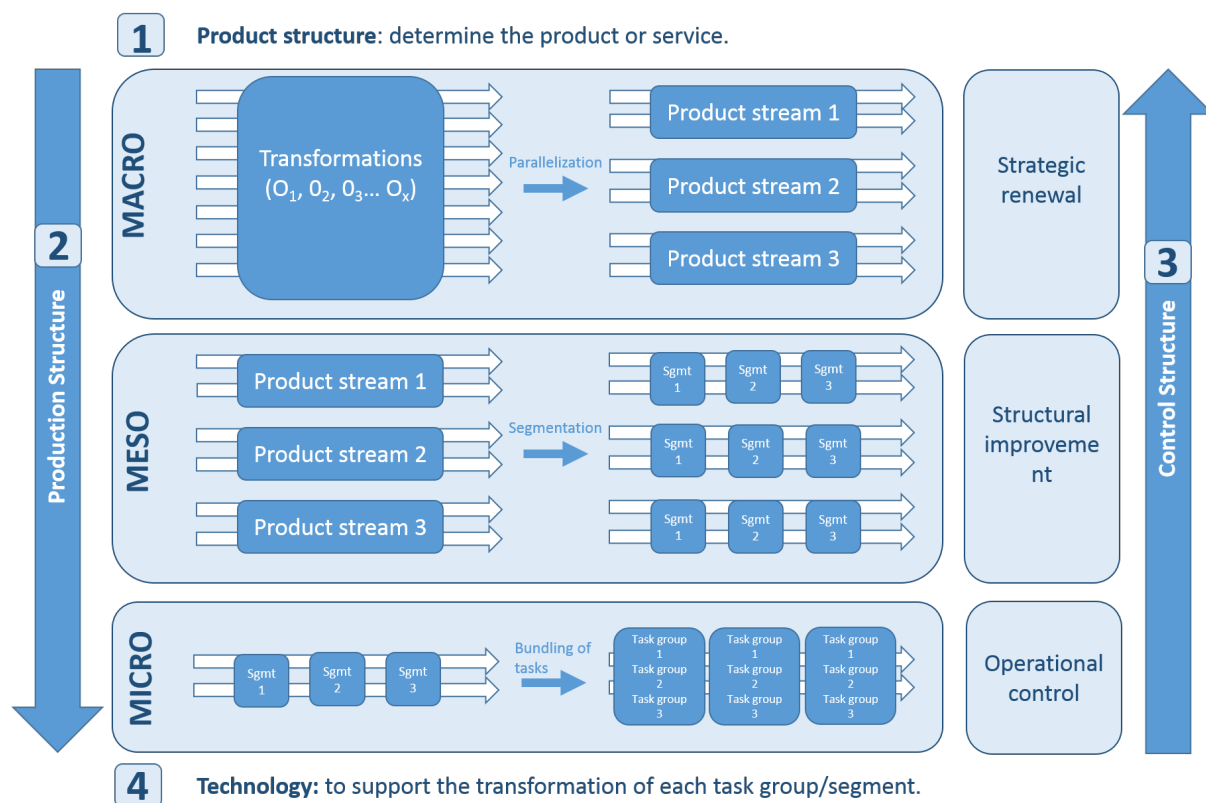 1
Product structure: determine the product or service.
2
Production Structure
3
Control Structure
MACRO
Transformations
(O1, 02, 03... Ox)
Parallelization
Product stream 1
Product stream 2
Product stream 3
Strategic
renewal
MESO
Product stream 1
Product stream 2
Product stream 3
Segmentation
Sgmt
1
Sgmt
2
Sgmt
3
Sgmt
1
Sgmt
2
Sgmt
3
Sgmt
1
Sgmt
2
Sgmt
3
Structural
improveme
nt
MICRO
Sgmt
1
Sgmt
2
Sgmt
3
Bundling of
tasks
Task group
1
Task group
2
Task group
3
Task group
1
Task group
2
Task group
3
Task group
1
Task group
2
Task group
3
Operational
control
4
Technology: to support the transformation of each task group/segment.